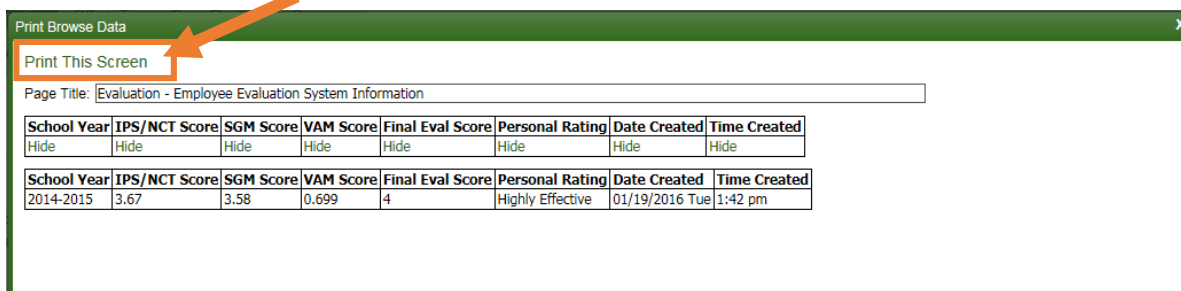 Print Browse Data X
Print This Screen
Page Title: Evaluation - Employee Evaluation System Information
School Year IPS/NCT Score SGM Score VAM Score Final Eval Score Personal Rating Date Created Time Created
Hide Hide Hide Hide Hide Hide Hide Hide
School Year IPS/NCT Score SGM Score VAM Score Final Eval Score Personal Rating Date Created Time Created
2014-2015 3.67 3.58 0.699 4 Highly Effective 01/19/2016 Tue 1:42 pm